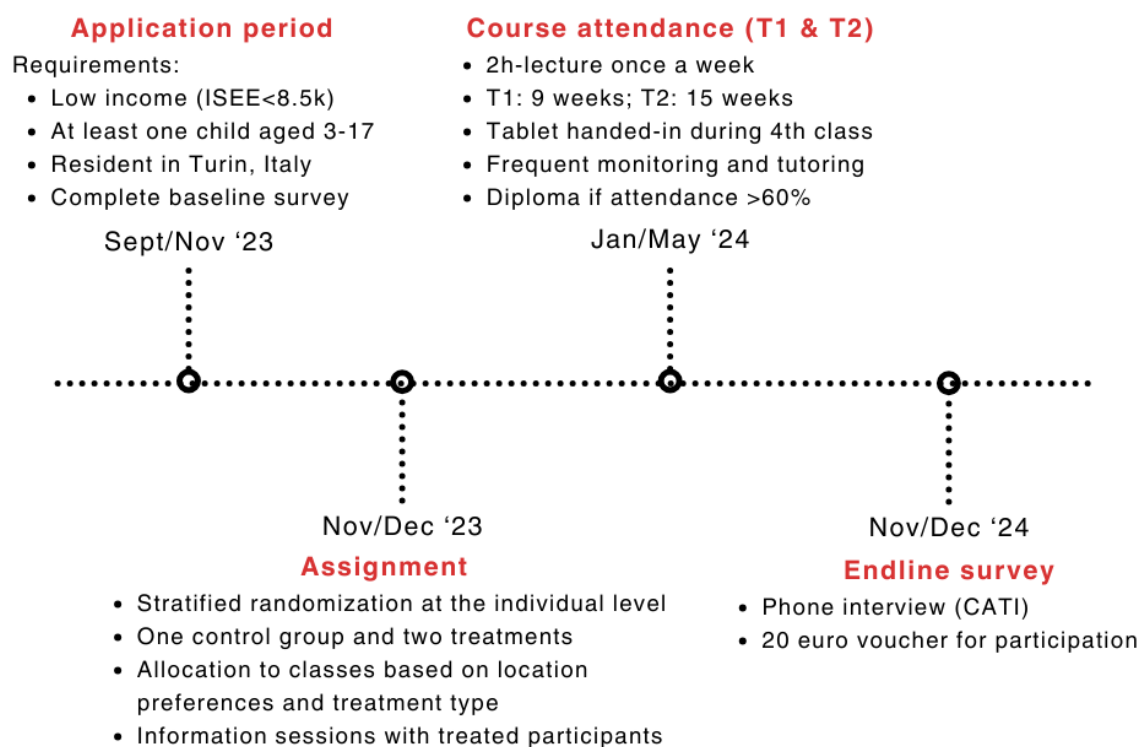 Application period
Requirements:
• Low income (ISEE<8.5k)
• At least one child aged 3-17
• Resident in Turin, Italy
• Complete baseline survey
Sept/Nov ‘23
Course attendance (T1 & T2)
• 2h-lecture once a week
• T1: 9 weeks; T2: 15 weeks
• Tablet handed-in during 4th class
• Frequent monitoring and tutoring
• Diploma if attendance >60%
Jan/May ‘24
Nov/Dec ‘23
Assignment
• Stratified randomization at the individual level
• One control group and two treatments
• Allocation to classes based on location
preferences and treatment type
• Information sessions with treated participants
Nov/Dec ‘24
Endline survey
• Phone interview (CATI)
• 20 euro voucher for participation